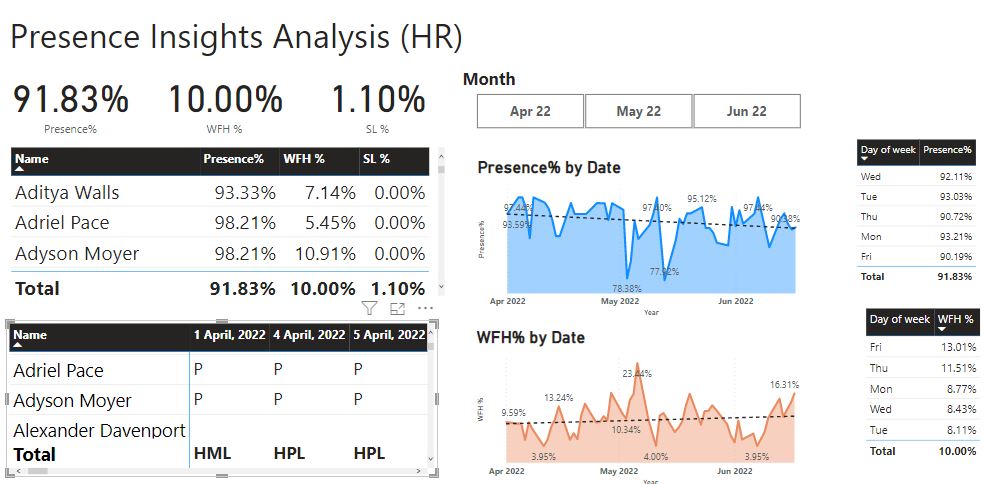 Presence Insights Analysis (HR)
91.83% 10.00% 1.10%
Presence% WFH % SL %
Name Presence% WFH % SL %
Aditya Walls 93.33% 7.14% 0.00%
Adriel Pace 98.21% 5.45% 0.00%
Adyson Moyer 98.21% 10.91% 0.00%
Total 91.83% 10.00% 1.10%
Name 1 April, 2022 4 April, 2022 5 April, 2022
Adriel Pace P P P
Adyson Moyer P P P
Alexander Davenport
Total HML HPL HPL
Month
Apr 22 May 22 Jun 22
Presence% by Date
Presence%
97.44%
93.59%
78.38%
97.40%
77.92%
95.12%
97.44%
Apr 2022 May 2022 Jun 2022
Year
WFH% by Date
WFH %
9.59%
3.95%
13.24%
10.34%
23.44%
4.00%
3.95%
16.31%
Apr 2022 May 2022 Jun 2022
Year
Day of week Presence%
Wed 92.11%
Tue 93.03%
Thu 90.72%
Mon 93.21%
Fri 90.19%
Total 91.83%
Day of week WFH %
Fri 13.01%
Thu 11.51%
Mon 8.77%
Wed 8.43%
Tue 8.11%
Total 10.00%